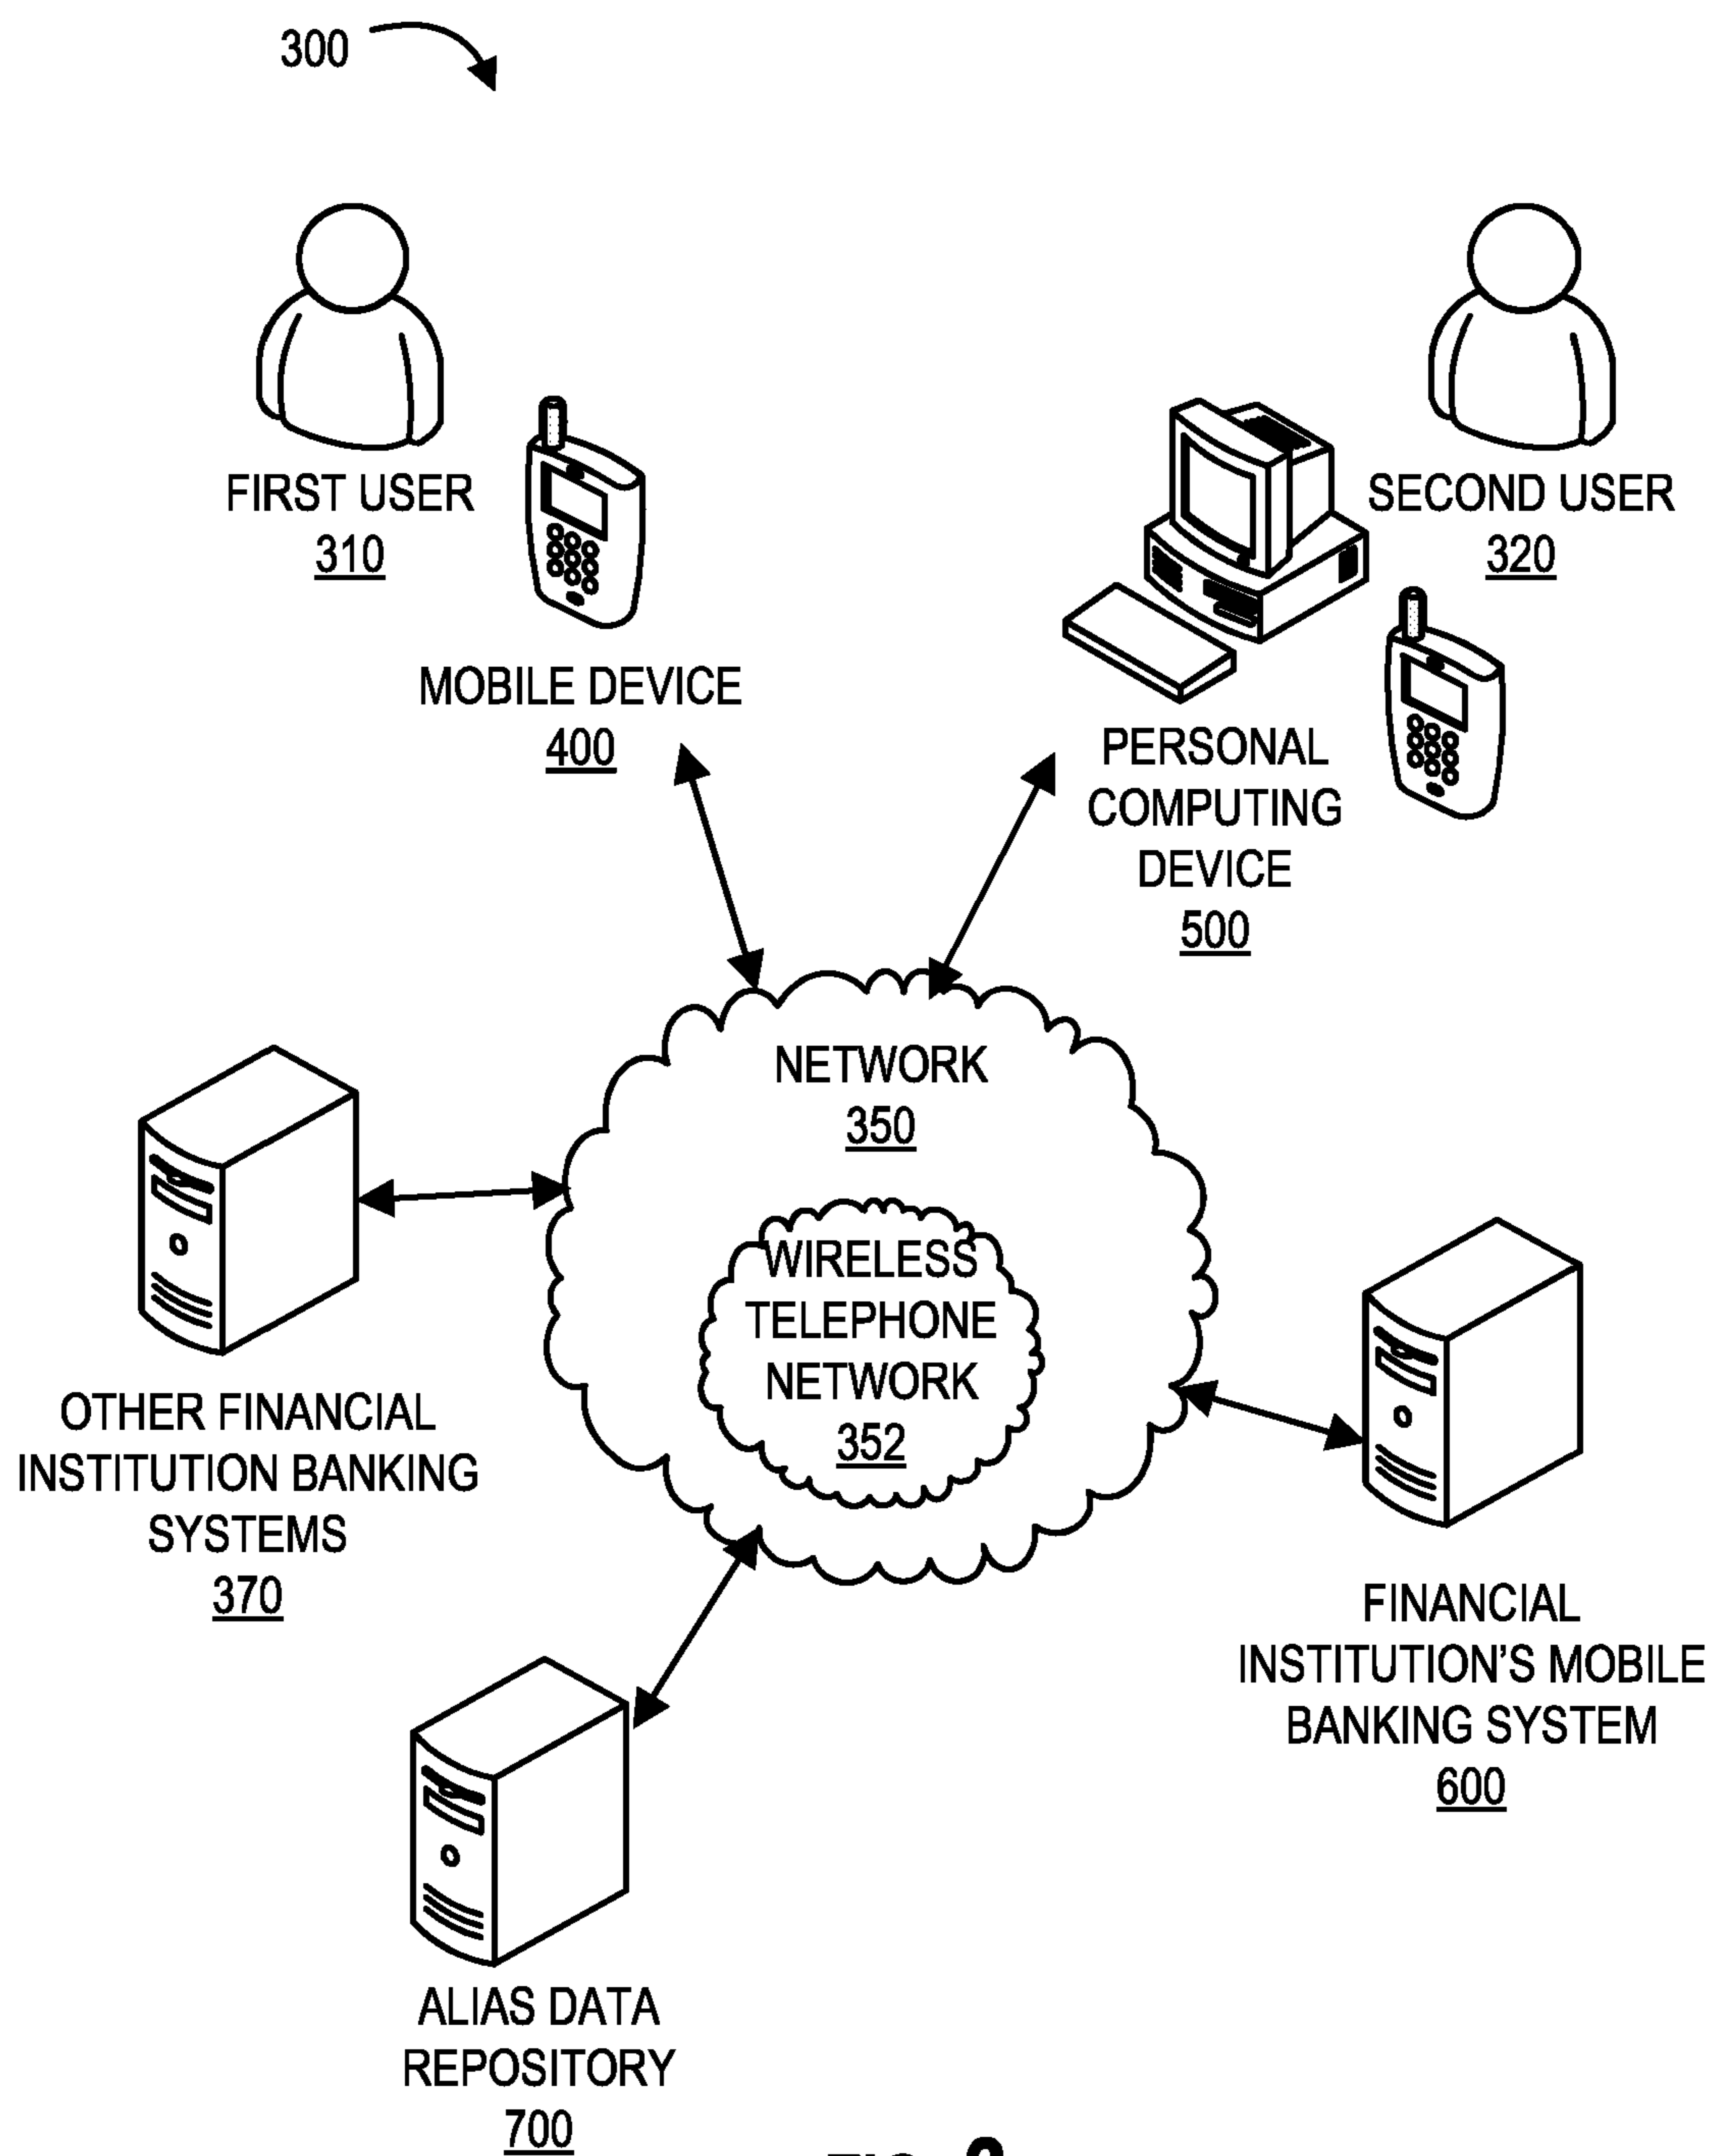 300
FIRST USER
310
SECOND USER
320
MOBILE DEVICE
400
PERSONAL
COMPUTING
DEVICE
500
NETWORK
350
WIRELESS
TELEPHONE
NETWORK
352
OTHER FINANCIAL
INSTITUTION BANKING
SYSTEMS
370
FINANCIAL
INSTITUTION'S MOBILE
BANKING SYSTEM
600
ALIAS DATA
REPOSITORY
700